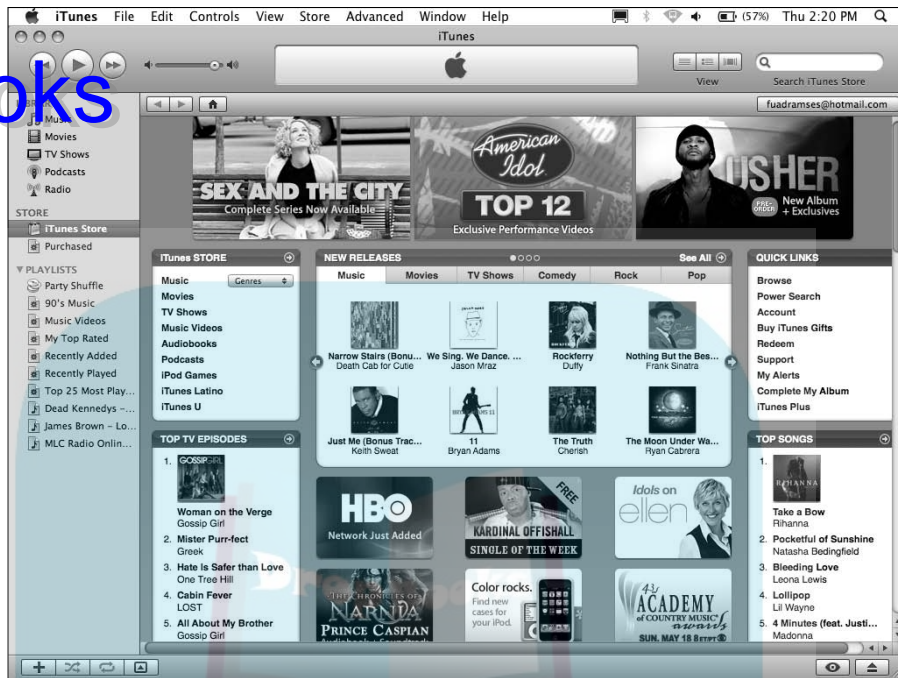 iTunes File Edit Controls View Store Advanced Window Help (57%) Thu 2:20 PM
iTunes
View
Search iTunes Store
oks
Music
Movies
TV Shows
Podcasts
Radio
STORE
iTunes Store
Purchased
PLAYLISTS
Party Shuffle
90's Music
Music Videos
My Top Rated
Recently Added
Recently Played
Top 25 Most Play...
Dead Kennedys –...
James Brown – Lo...
MLC Radio Onlin...
fuadramses@hotmail.com
SEX AND THE CITY
Complete Series Now Available
American
Idol
TOP 12
Exclusive Performance Videos
USHER
PRE-ORDER
New Album
+ Exclusives
iTunes STORE
Music Genres
Movies
TV Shows
Music Videos
Audiobooks
Podcasts
iPod Games
iTunes Latino
iTunes U
NEW RELEASES See All
Music Movies TV Shows Comedy Rock Pop
Narrow Stairs (Bonu... We Sing. We Dance. ... Rockferry Nothing But the Bes...
Death Cab for Cutie Jason Mraz Duffy Frank Sinatra
BRYAN ADAMS 11
Just Me (Bonus Trac... 11 The Truth The Moon Under Wa...
Keith Sweat Bryan Adams Cherish Ryan Cabrera
QUICK LINKS
Browse
Power Search
Account
Buy iTunes Gifts
Redeem
Support
My Alerts
Complete My Album
iTunes Plus
TOP TV EPISODES
1. GOSSIP GIRL
Woman on the Verge
Gossip Girl
2. Mister Purr-fect
Greek
3. Hate Is Safer than Love
One Tree Hill
4. Cabin Fever
LOST
5. All About My Brother
Gossip Girl
HBO
Network Just Added
FREE
KARDINAL OFFISHALL
SINGLE OF THE WEEK
Idols on
ellen
THE CHRONICLES OF
NARNIA
PRINCE CASPIAN
Color rocks.
Find new
cases for
your iPod.
43rd
ACADEMY
of COUNTRY MUSIC'
awards
SUN. MAY 18 8ET/PT
TOP SONGS
1. RIHANNA
Take a Bow
Rihanna
2. Pocketful of Sunshine
Natasha Bedingfield
3. Bleeding Love
Leona Lewis
4. Lollipop
Lil Wayne
5. 4 Minutes (feat. Justi...
Madonna